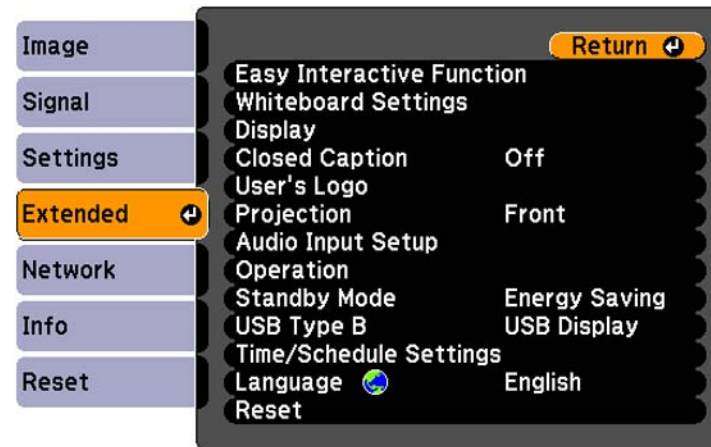 Image
Signal
Settings
Extended
Network
Info
Reset
Return
Easy Interactive Function
Whiteboard Settings
Display
Closed Caption Off
User's Logo
Projection Front
Audio Input Setup
Operation
Standby Mode Energy Saving
USB Type B USB Display
Time/Schedule Settings
Language English
Reset